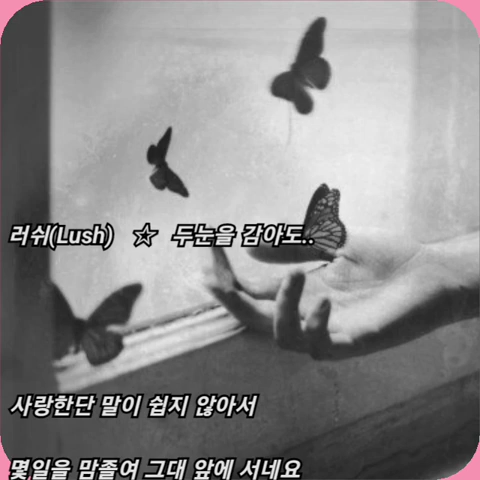 러쉬(Lush) ☆ 두눈을 감아도..
사랑한단 말이 쉽지 않아서
몇일을 맘졸여 그대 앞에 서네요